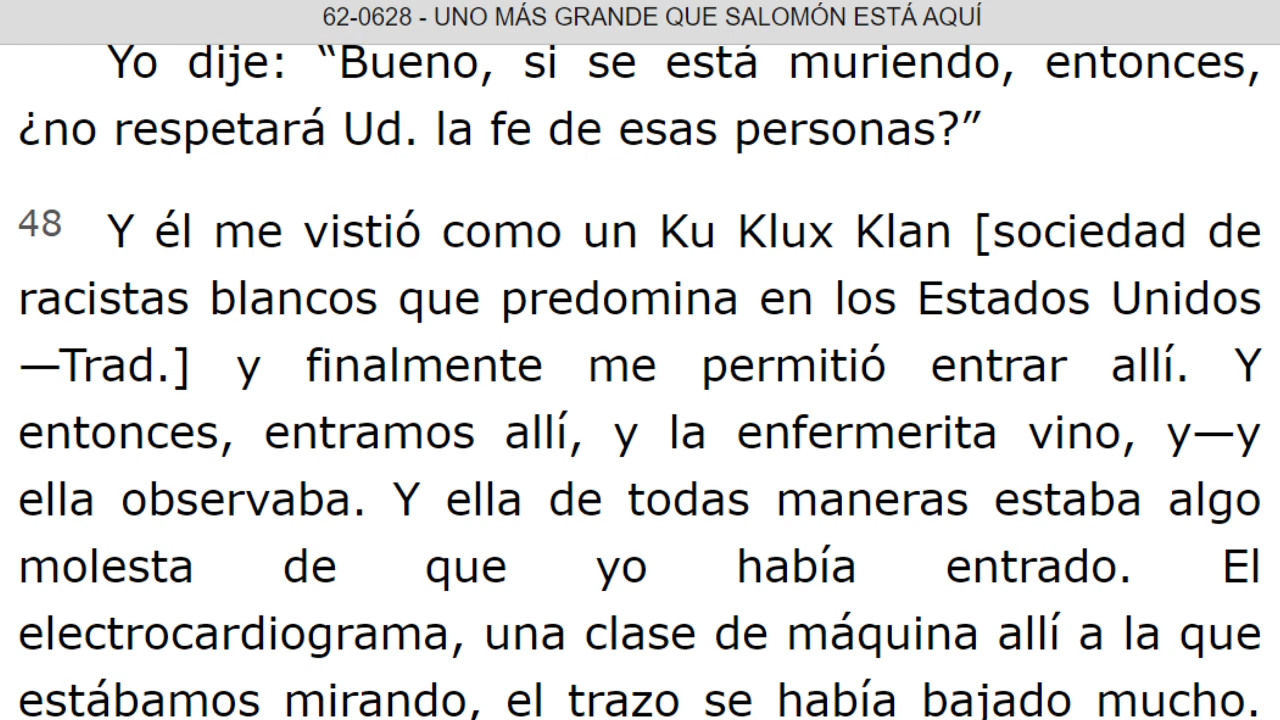 62-0628 - UNO MÁS GRANDE QUE SALOMÓN ESTÁ AQUÍ
Yo dije: “Bueno, si se está muriendo, entonces,
¿no respetará Ud. la fe de esas personas?”
48 Y él me vistió como un Ku Klux Klan [sociedad de
racistas blancos que predomina en los Estados Unidos
—Trad.] y finalmente me permitió entrar allí. Y
entonces, entramos allí, y la enfermerita vino, y—y
ella observaba. Y ella de todas maneras estaba algo
molesta de que yo había entrado. El
electrocardiograma, una clase de máquina allí a la que
estábamos mirando, el trazo se había bajado mucho.